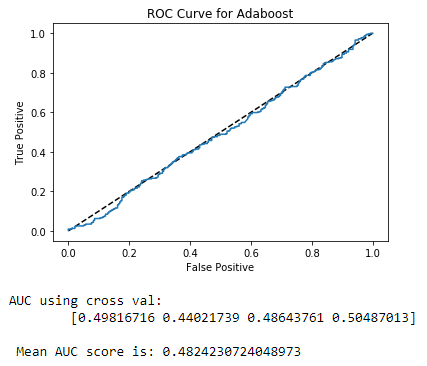 ROC Curve for Adaboost
1.0
0.8
0.6
0.4
0.2
0.0
True Positive
0.0 0.2 0.4 0.6 0.8 1.0
False Positive
AUC using cross val:
[0.49816716 0.44021739 0.48643761 0.50487013]
Mean AUC score is: 0.4824230724048973